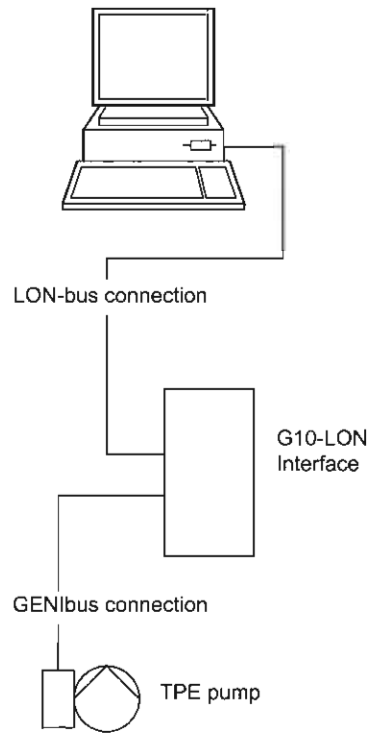 LON-bus connection
G10-LON
Interface
GENIbus connection
TPE pump